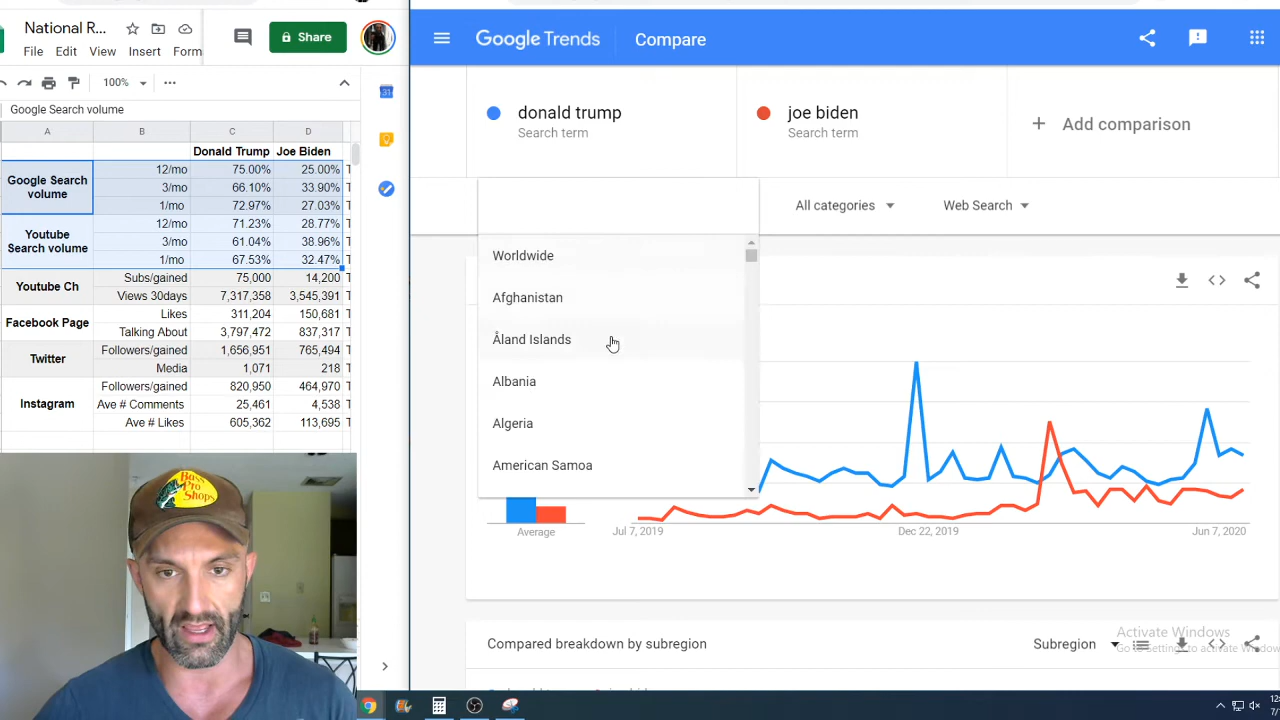 National R...
File Edit View Insert Form
Share
100%
Google Search volume
A B C D
Donald Trump Joe Biden
Google Search volume
12/mo 75.00% 25.00% T
3/mo 66.10% 33.90% T
1/mo 72.97% 27.03% T
Youtube Search volume
12/mo 71.23% 28.77% T
3/mo 61.04% 38.96% T
1/mo 67.53% 32.47% T
Youtube Ch
Subs/gained 75,000 14,200 T
Views 30days 7,317,358 3,545,391 T
Facebook Page
Likes 311,204 150,681 T
Talking About 3,797,472 837,317 T
Twitter
Followers/gained 1,656,951 765,494 T
Media 1,071 218 T
Instagram
Followers/gained 820,950 464,970 T
Ave # Comments 25,461 4,538 T
Ave # Likes 605,362 113,695 T
31
Bass
Pro Shops
Google Trends Compare
donald trump
Search term
joe biden
Search term
+ Add comparison
All categories
Web Search
Worldwide
Afghanistan
Åland Islands
Albania
Algeria
American Samoa
Average
Jul 7, 2019 Dec 22, 2019 Jun 7, 2020
Compared breakdown by subregion
Subregion
Activate Windows
Go to Settings to activate Window